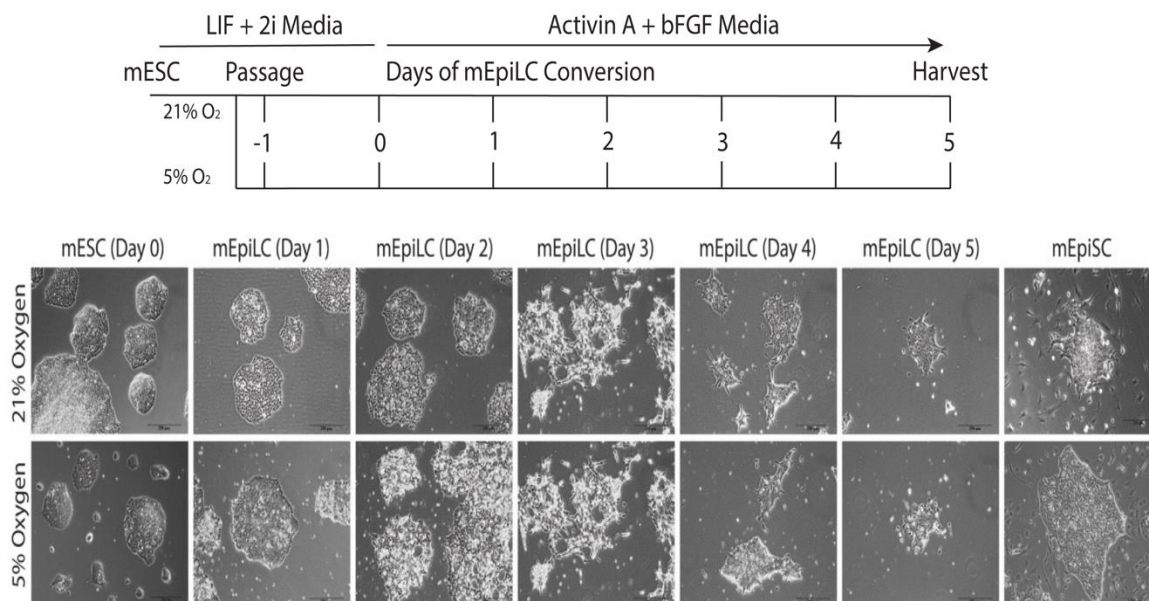 LIF + 2i Media
Activin A + bFGF Media
mESC
Passage
Days of mEpiLC Conversion
Harvest
21% O₂
-1 0 1 2 3 4 5
5% O₂
mESC (Day 0) mEpiLC (Day 1) mEpiLC (Day 2) mEpiLC (Day 3) mEpiLC (Day 4) mEpiLC (Day 5) mEpiSC
21% Oxygen
5% Oxygen